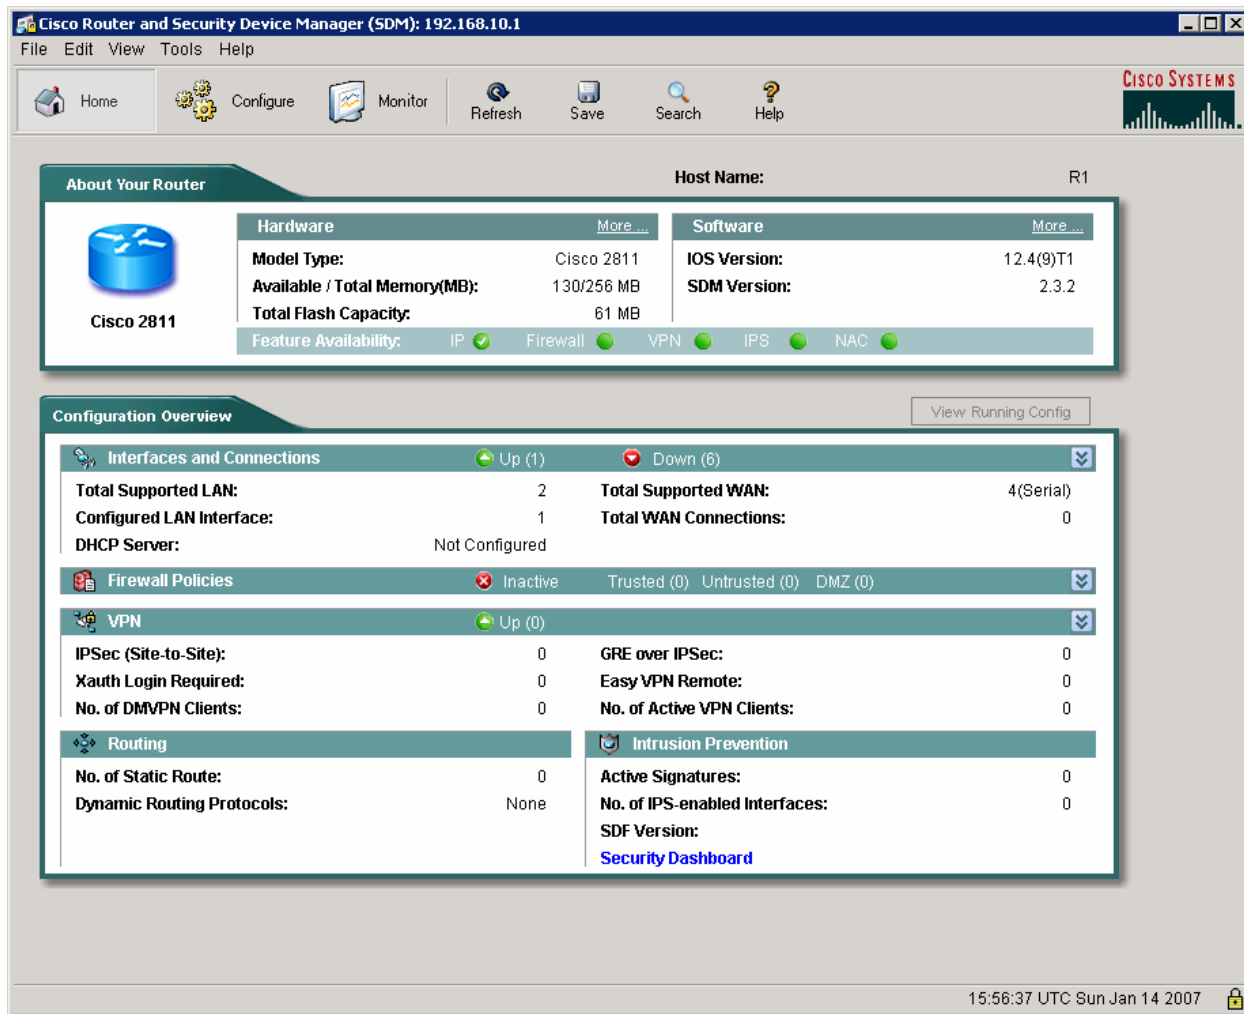 Cisco Router and Security Device Manager (SDM): 192.168.10.1
File Edit View Tools Help
Home Configure Monitor Refresh Save Search Help
CISCO SYSTEMS
About Your Router
Host Name: R1
Hardware More ... Software More ...
Model Type: Cisco 2811 IOS Version: 12.4(9)T1
Available / Total Memory(MB): 130/256 MB SDM Version: 2.3.2
Total Flash Capacity: 61 MB
Cisco 2811
Feature Availability: IP Firewall VPN IPS NAC
Configuration Overview
View Running Config
Interfaces and Connections Up (1) Down (6)
Total Supported LAN: 2 Total Supported WAN: 4(Serial)
Configured LAN Interface: 1 Total WAN Connections: 0
DHCP Server: Not Configured
Firewall Policies Inactive Trusted (0) Untrusted (0) DMZ (0)
VPN Up (0)
IPSec (Site-to-Site): 0 GRE over IPSec: 0
Xauth Login Required: 0 Easy VPN Remote: 0
No. of DMVPN Clients: 0 No. of Active VPN Clients: 0
Routing Intrusion Prevention
No. of Static Route: 0 Active Signatures: 0
Dynamic Routing Protocols: None No. of IPS-enabled Interfaces: 0
SDF Version:
Security Dashboard
15:56:37 UTC Sun Jan 14 2007